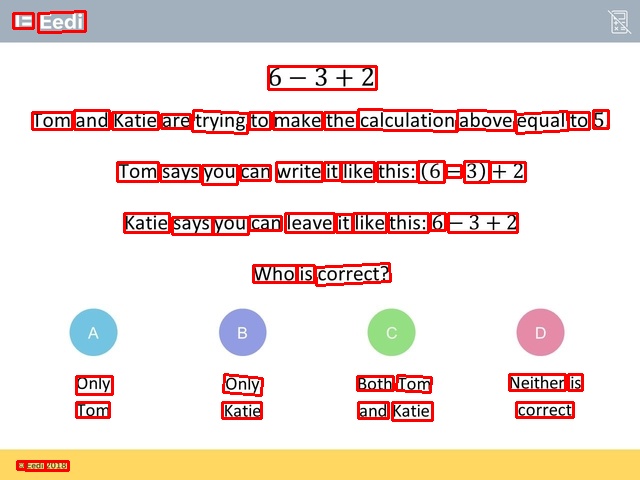 Eedi
6 − 3 + 2
Tom and Katie are trying to make the calculation above equal to 5
Tom says you can write it like this: (6 − 3) + 2
Katie says you can leave it like this: 6 − 3 + 2
Who is correct?
A B C D
Only Tom
Only Katie
Both Tom and Katie
Neither is correct
© Eedi 2018